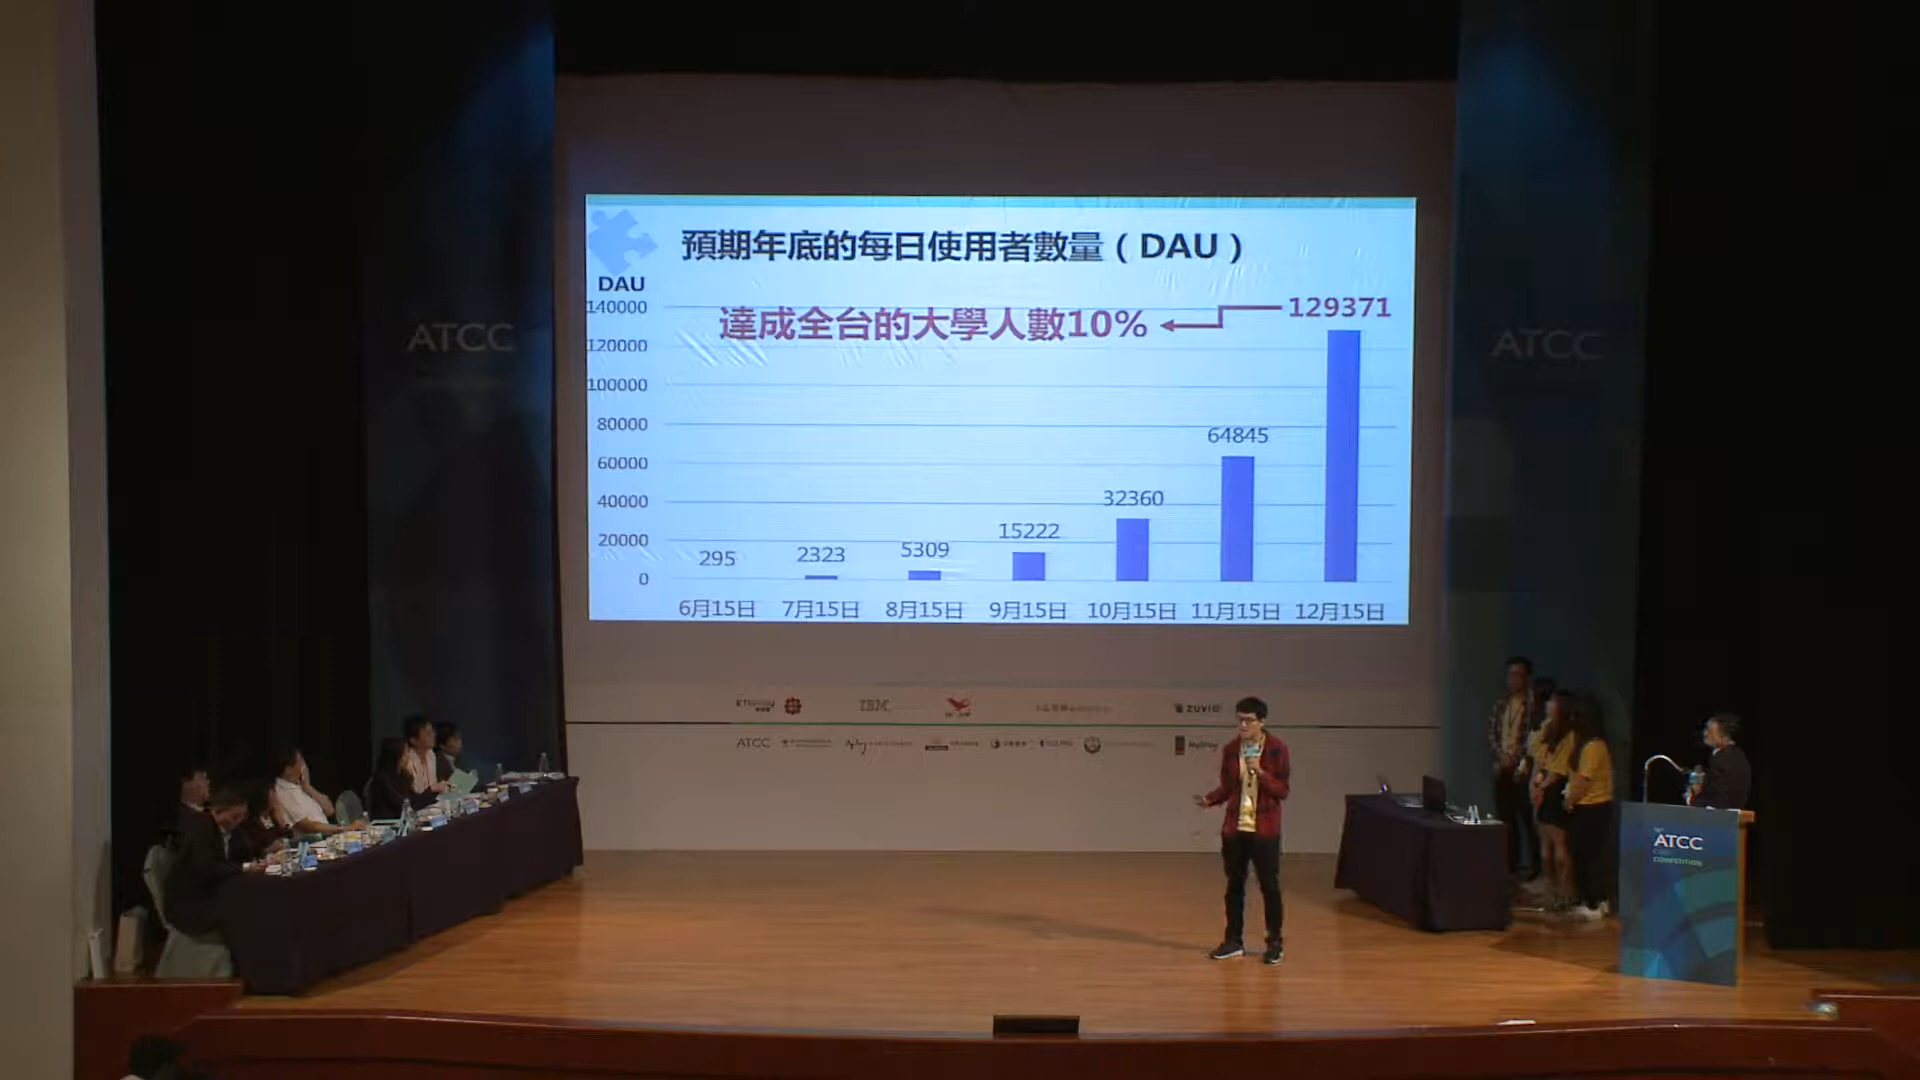 預期年底的每日使用者數量（DAU）
DAU
140000
120000
100000
80000
60000
40000
20000
0
達成全台的大學人數10%
129371
64845
32360
15222
5309
2323
295
6月15日 7月15日 8月15日 9月15日 10月15日 11月15日 12月15日
ATCC
ATCC
IBM
ZUVIO
ATCC
ATCC
COMPETITION